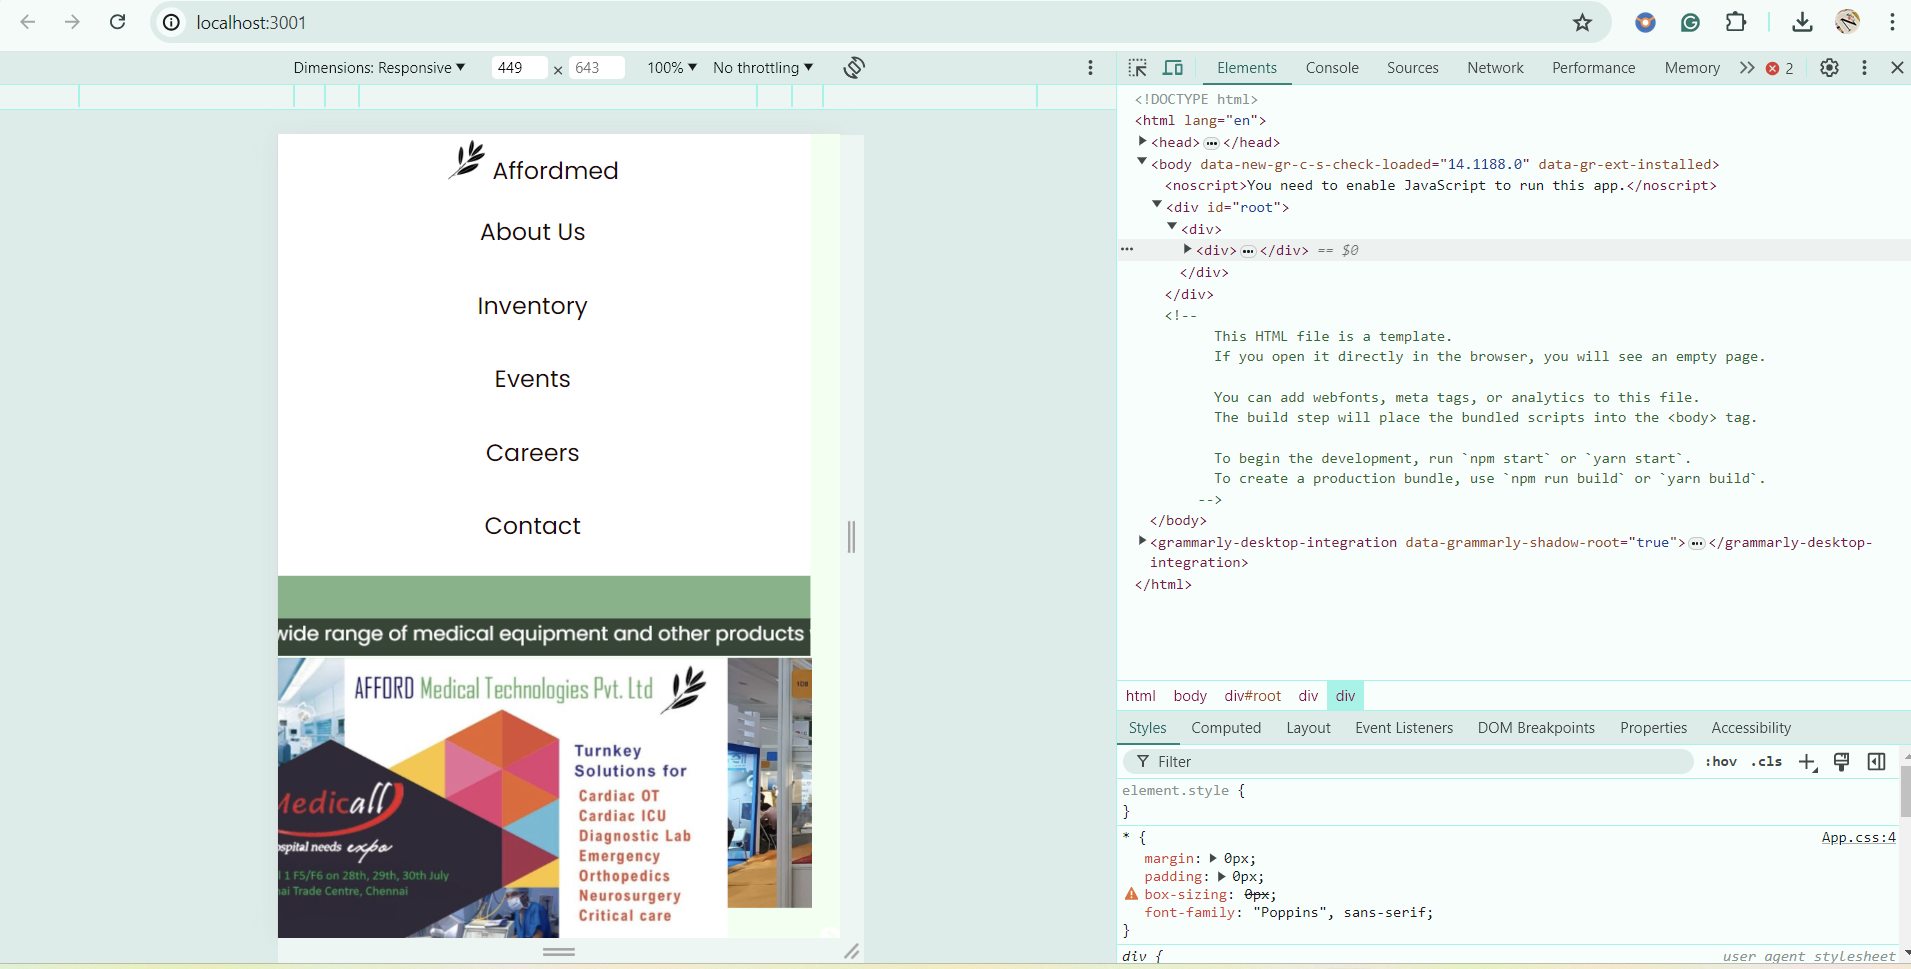 localhost:3001
Dimensions: Responsive
449 × 643
100%
No throttling
Elements Console Sources Network Performance Memory 2
Affordmed
About Us
Inventory
Events
Careers
Contact
wide range of medical equipment and other products
AFFORD Medical Technologies Pvt. Ltd
108
Turnkey
Solutions for
Cardiac OT
Cardiac ICU
Diagnostic Lab
Emergency
Orthopedics
Neurosurgery
Critical care
Medicall
ospital needs expo
l 1 F5/F6 on 28th, 29th, 30th July
ai Trade Centre, Chennai
<!DOCTYPE html>
<html lang="en">
<head>…</head>
<body data-new-gr-c-s-check-loaded="14.1188.0" data-gr-ext-installed>
<noscript>You need to enable JavaScript to run this app.</noscript>
<div id="root">
<div>
<div>…</div> == $0
</div>
</div>
<!--
This HTML file is a template.
If you open it directly in the browser, you will see an empty page.
You can add webfonts, meta tags, or analytics to this file.
The build step will place the bundled scripts into the <body> tag.
To begin the development, run `npm start` or `yarn start`.
To create a production bundle, use `npm run build` or `yarn build`.
-->
</body>
<grammarly-desktop-integration data-grammarly-shadow-root="true">…</grammarly-desktop-
integration>
</html>
html body div#root div div
Styles Computed Layout Event Listeners DOM Breakpoints Properties Accessibility
Filter :hov .cls
element.style {
}
* { App.css:4
margin: 0px;
padding: 0px;
box-sizing: 0px;
font-family: "Poppins", sans-serif;
}
div { user agent stylesheet